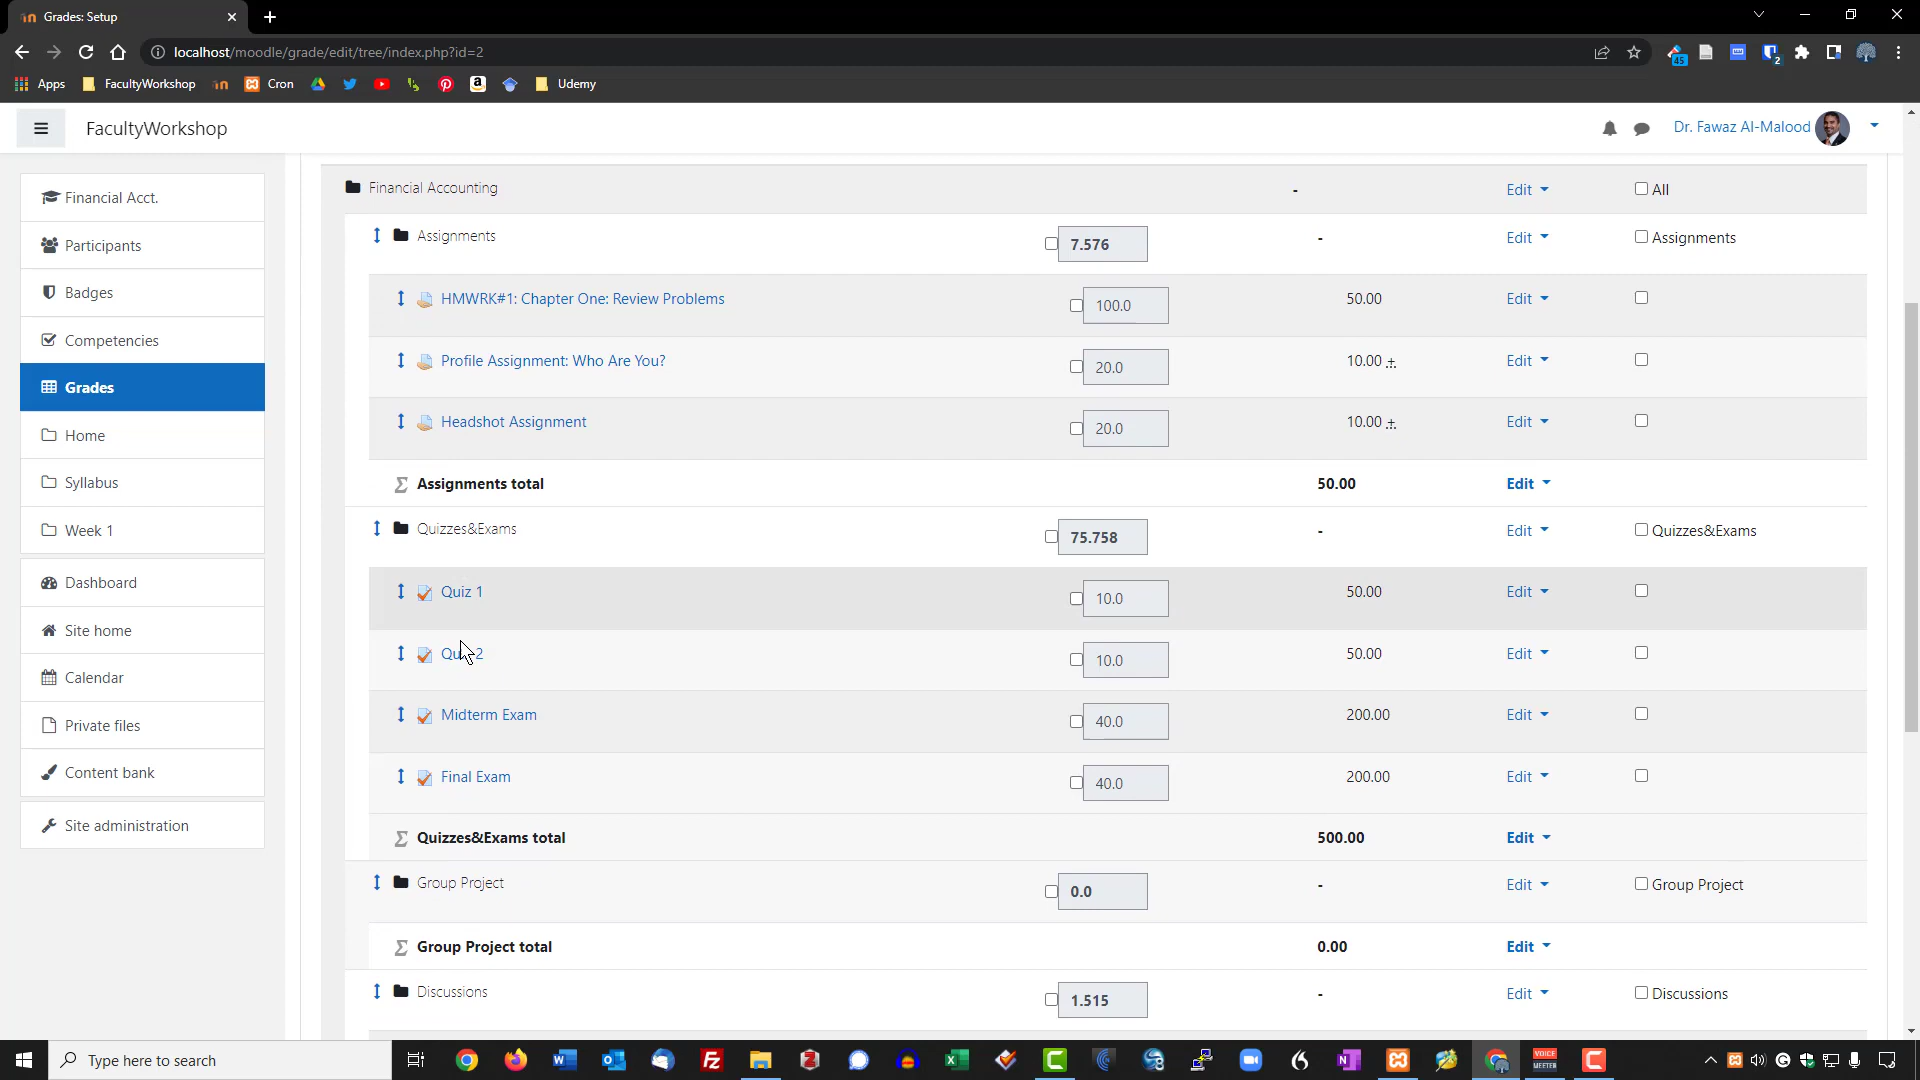 Grades: Setup
localhost/moodle/grade/edit/tree/index.php?id=2
45
2
Apps FacultyWorkshop Cron Udemy
FacultyWorkshop Dr. Fawaz Al-Malood
Financial Acct.
Participants
Badges
Competencies
Grades
Home
Syllabus
Week 1
Dashboard
Site home
Calendar
Private files
Content bank
Site administration
Financial Accounting - Edit All
Assignments 7.576 - Edit Assignments
HMWRK#1: Chapter One: Review Problems 100.0 50.00 Edit
Profile Assignment: Who Are You? 20.0 10.00 + Edit
Headshot Assignment 20.0 10.00 + Edit
Assignments total 50.00 Edit
Quizzes&Exams 75.758 - Edit Quizzes&Exams
Quiz 1 10.0 50.00 Edit
Quiz 2 10.0 50.00 Edit
Midterm Exam 40.0 200.00 Edit
Final Exam 40.0 200.00 Edit
Quizzes&Exams total 500.00 Edit
Group Project 0.0 - Edit Group Project
Group Project total 0.00 Edit
Discussions 1.515 - Edit Discussions
Type here to search
VOICE
MEETER